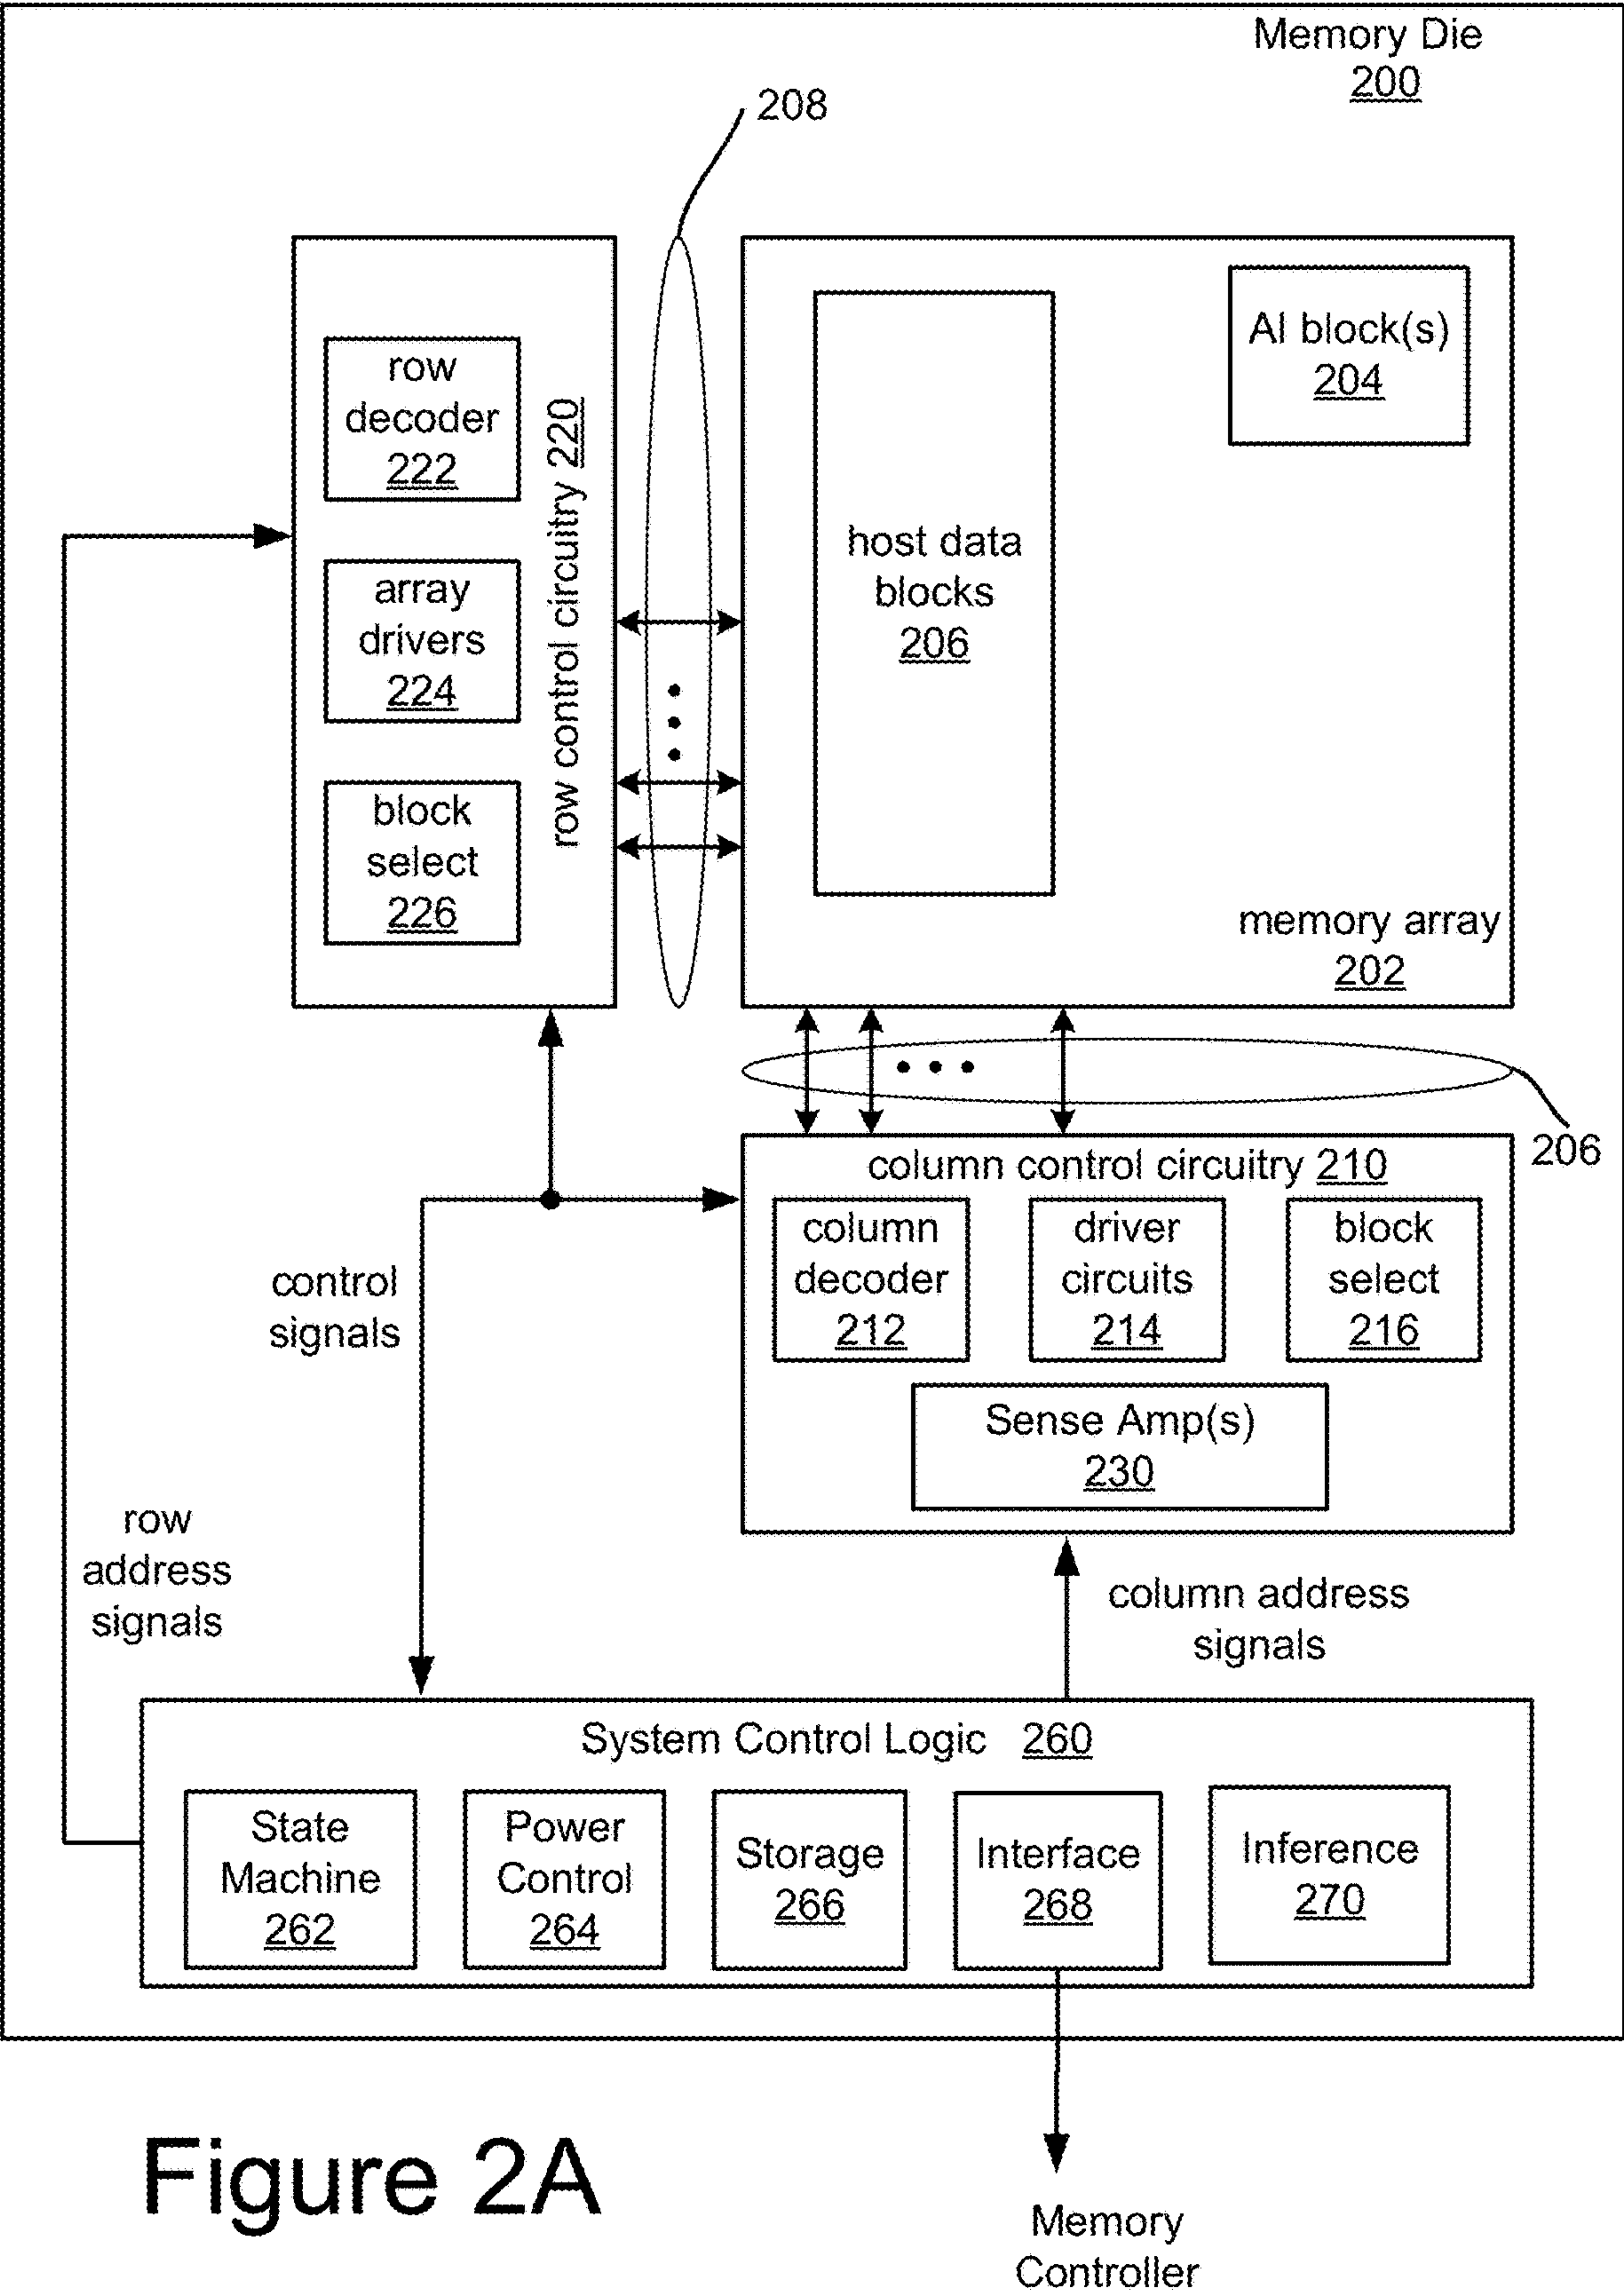 Memory Die
200
208
row
decoder
222
array
drivers
224
block
select
226
row control circuitry 220
AI block(s)
204
host data
blocks
206
memory array
202
206
column control circuitry 210
column
decoder
212
driver
circuits
214
block
select
216
Sense Amp(s)
230
control
signals
row
address
signals
column address
signals
System Control Logic 260
State
Machine
262
Power
Control
264
Storage
266
Interface
268
Inference
270
Figure 2A
Memory
Controller